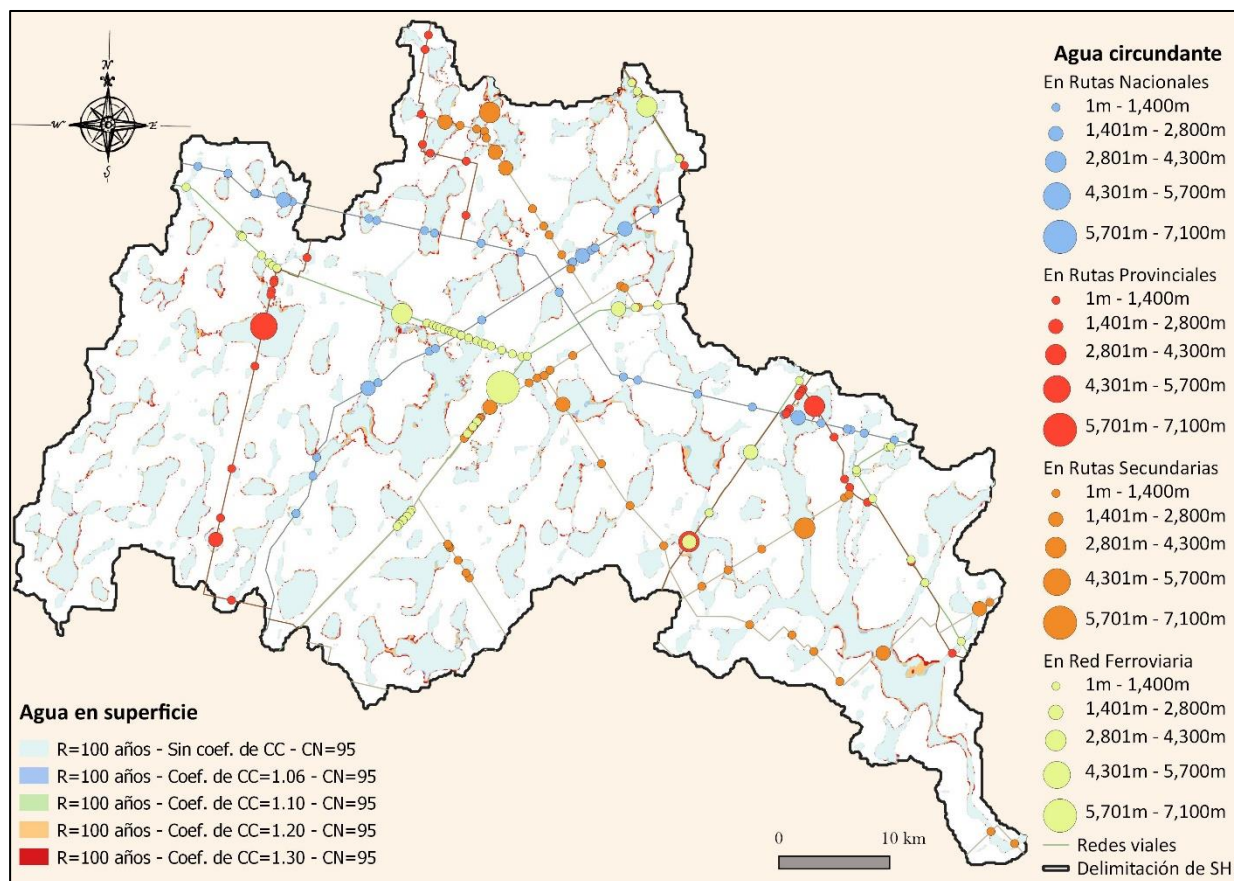 N
W
E
S
Agua circundante
En Rutas Nacionales
1m - 1,400m
1,401m - 2,800m
2,801m - 4,300m
4,301m - 5,700m
5,701m - 7,100m
En Rutas Provinciales
1m - 1,400m
1,401m - 2,800m
2,801m - 4,300m
4,301m - 5,700m
5,701m - 7,100m
En Rutas Secundarias
1m - 1,400m
1,401m - 2,800m
2,801m - 4,300m
4,301m - 5,700m
5,701m - 7,100m
En Red Ferroviaria
1m - 1,400m
1,401m - 2,800m
2,801m - 4,300m
4,301m - 5,700m
5,701m - 7,100m
Redes viales
Delimitación de SH
Agua en superficie
R=100 años - Sin coef. de CC - CN=95
R=100 años - Coef. de CC=1.06 - CN=95
R=100 años - Coef. de CC=1.10 - CN=95
R=100 años - Coef. de CC=1.20 - CN=95
R=100 años - Coef. de CC=1.30 - CN=95
0 10 km